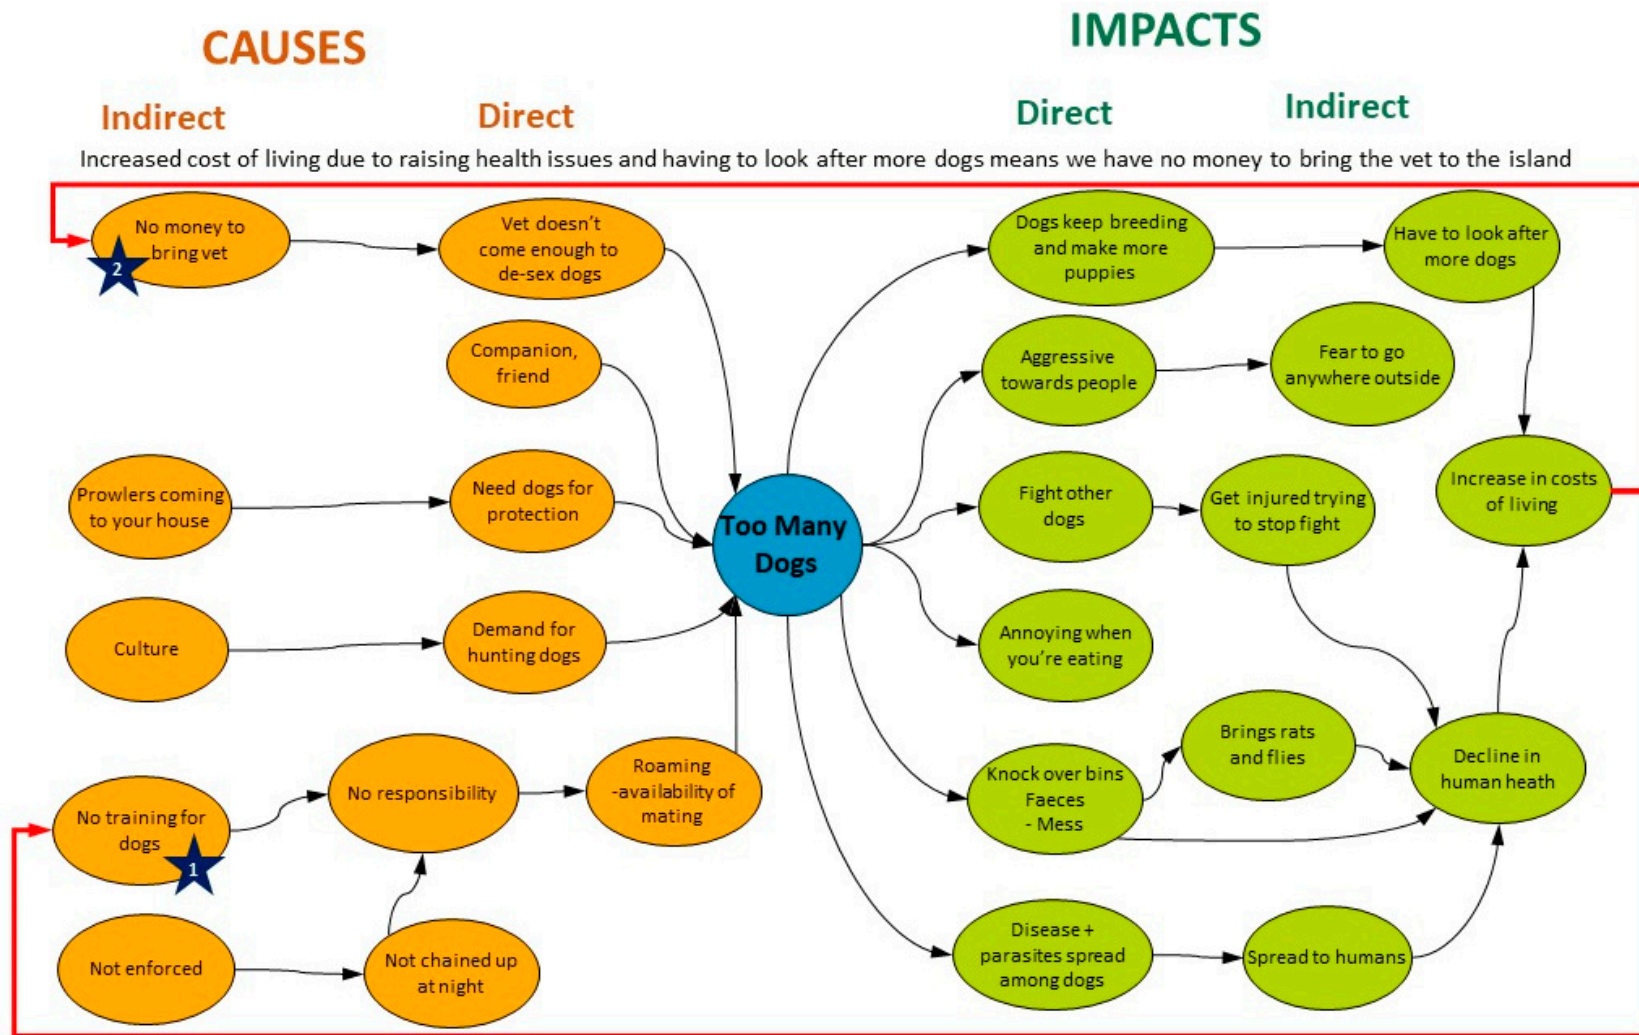 CAUSES
IMPACTS
Indirect
Direct
Direct
Indirect
Increased cost of living due to raising health issues and having to look after more dogs means we have no money to bring the vet to the island
No money to
bring vet
2
Vet doesn't
come enough to
de-sex dogs
Companion,
friend
Prowlers coming
to your house
Need dogs for
protection
Culture
Demand for
hunting dogs
No training for
dogs
1
No responsibility
Roaming
-availability of
mating
Not enforced
Not chained up
at night
Too Many
Dogs
Dogs keep breeding
and make more
puppies
Have to look after
more dogs
Aggressive
towards people
Fear to go
anywhere outside
Fight other
dogs
Get injured trying
to stop fight
Increase in costs
of living
Annoying when
you're eating
Knock over bins
Faeces
- Mess
Brings rats
and flies
Decline in
human heath
Disease +
parasites spread
among dogs
Spread to humans